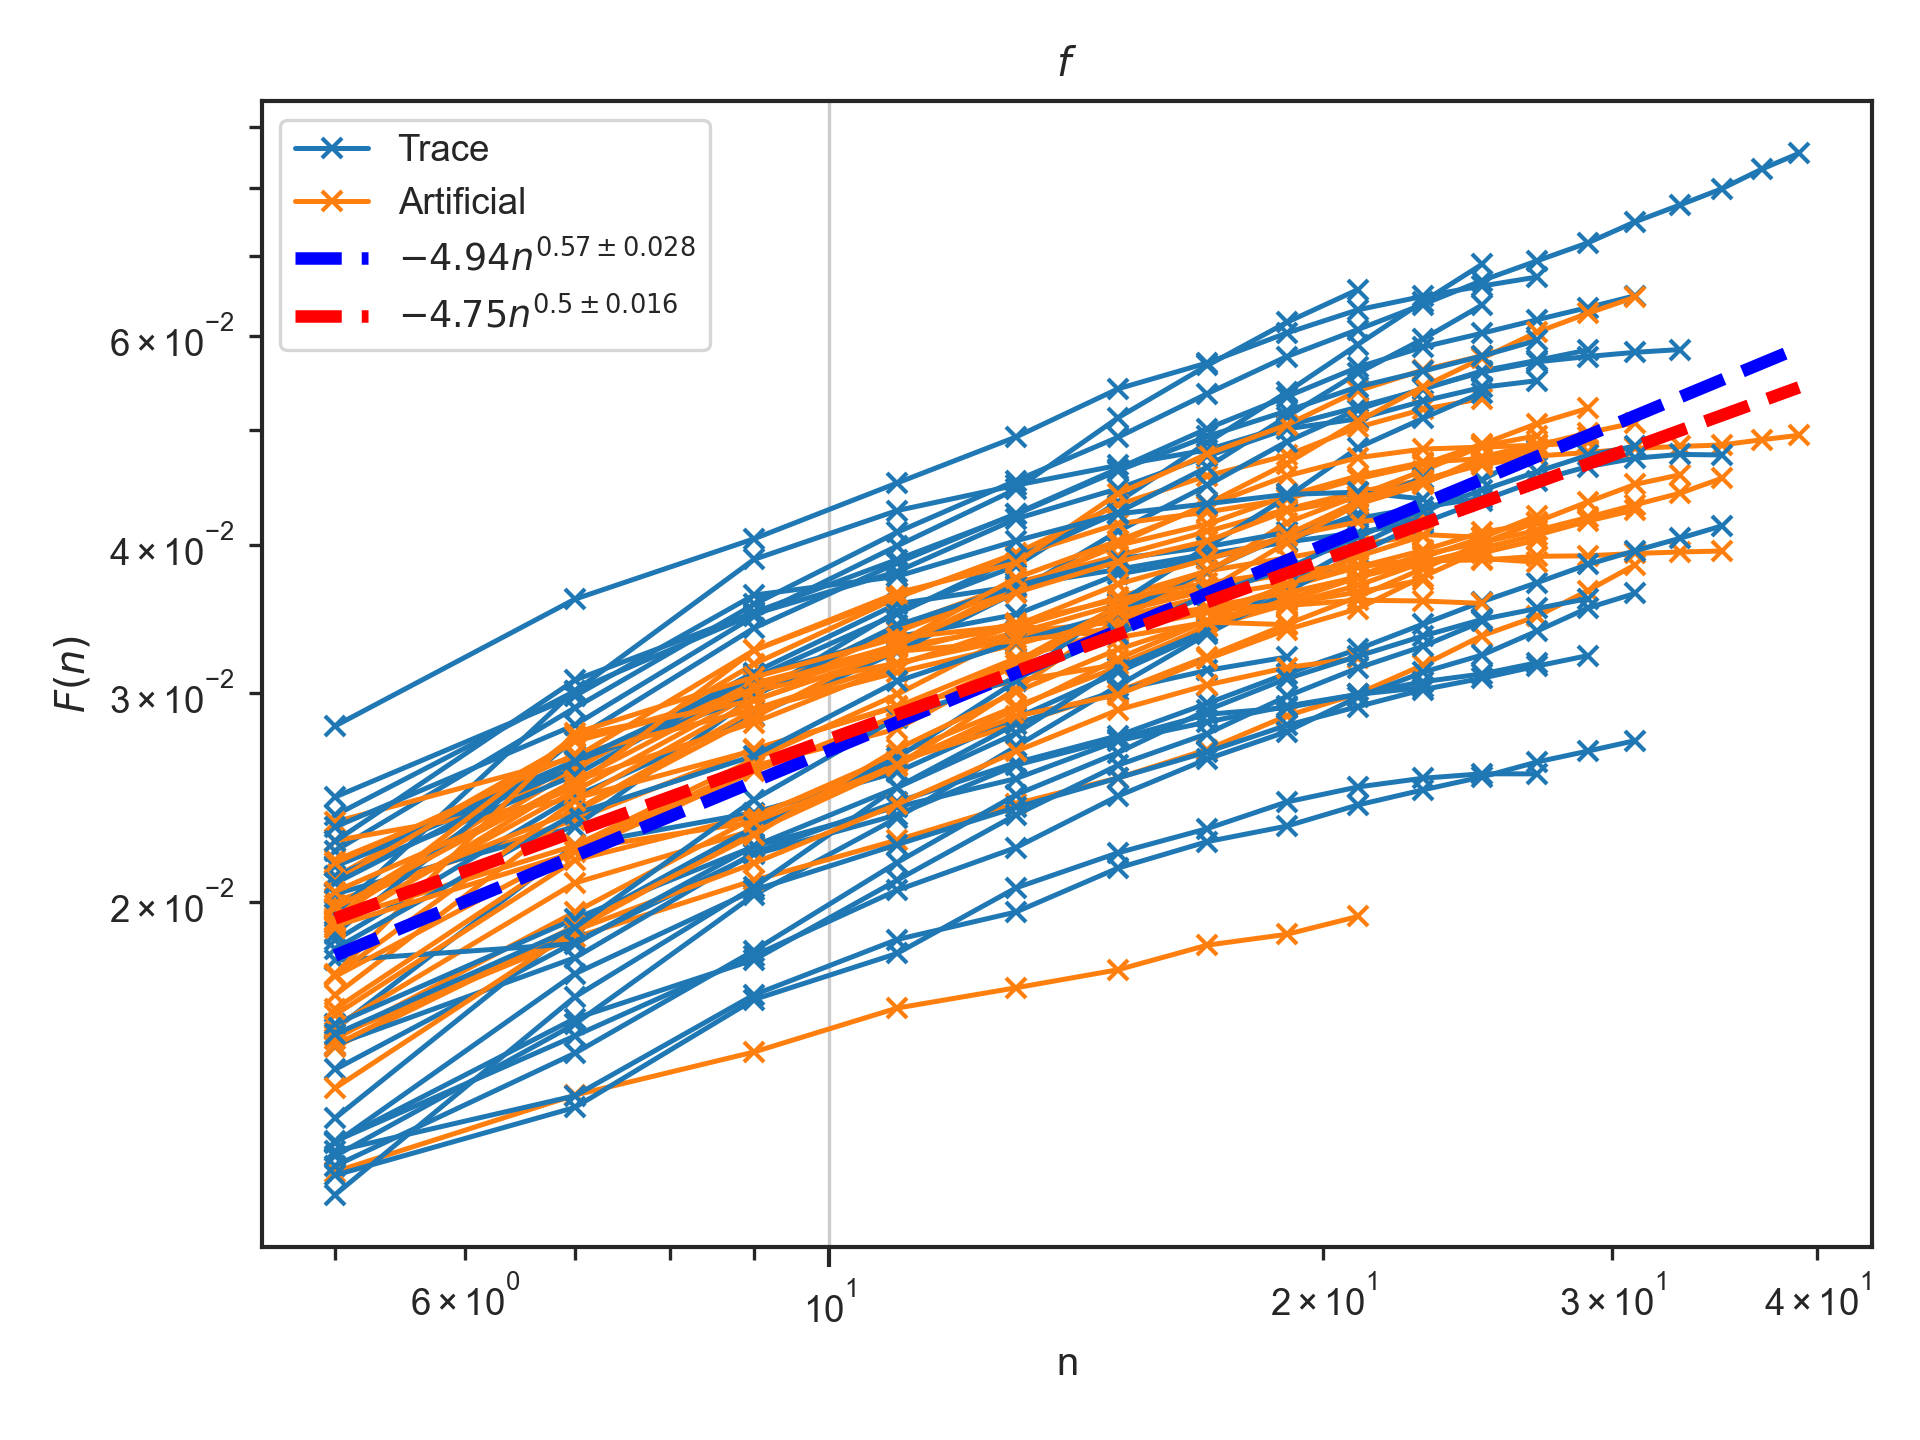 f
Trace
Artificial
−4.94n^{0.57±0.028}
−4.75n^{0.5±0.016}
F(n)
6 × 10^{−2}
4 × 10^{−2}
3 × 10^{−2}
2 × 10^{−2}
6 × 10^{0}
10^{1}
2 × 10^{1}
3 × 10^{1}
4 × 10^{1}
n